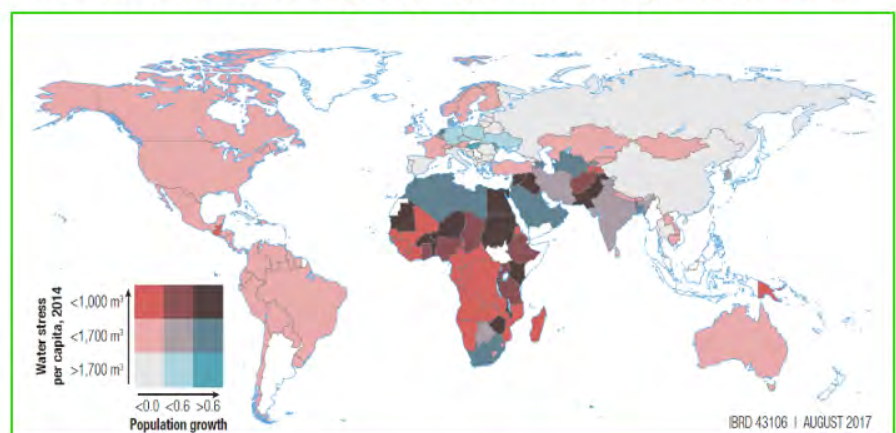 Water stress
per capita, 2014
<1,000 m³
<1,700 m³
>1,700 m³
<0.0 <0.6 >0.6
Population growth
IBRD 43106 | AUGUST 2017